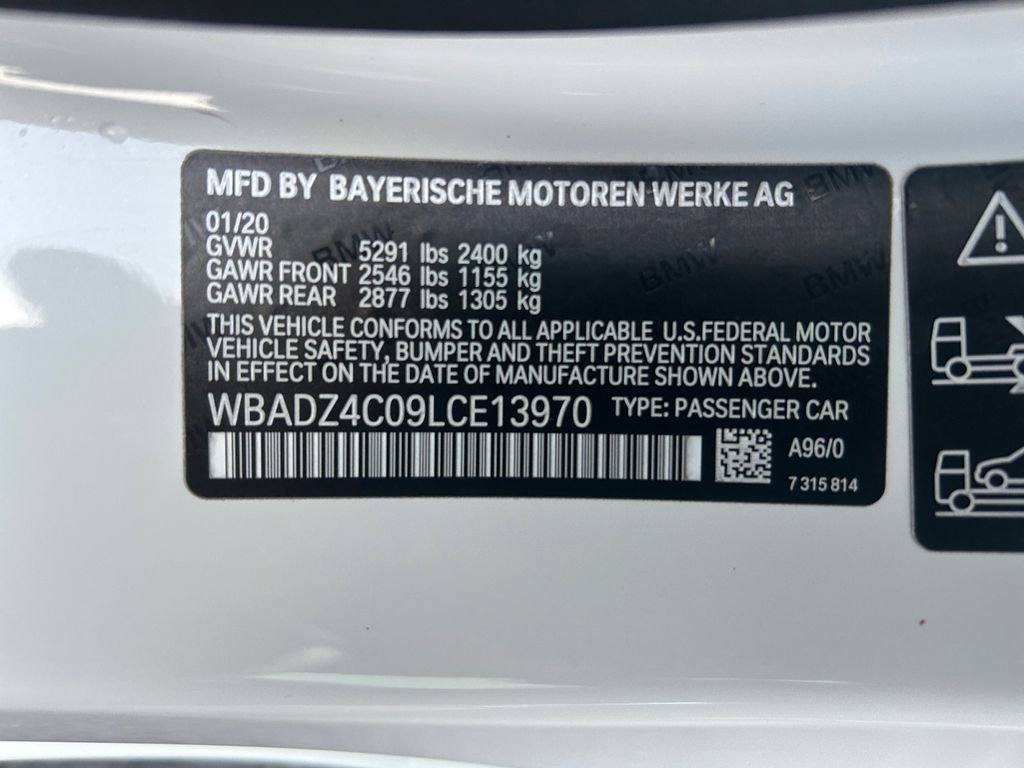 MFD BY BAYERISCHE MOTOREN WERKE AG
01/20
GVWR 5291 lbs 2400 kg
GAWR FRONT 2546 lbs 1155 kg
GAWR REAR 2877 lbs 1305 kg
THIS VEHICLE CONFORMS TO ALL APPLICABLE U.S.FEDERAL MOTOR
VEHICLE SAFETY, BUMPER AND THEFT PREVENTION STANDARDS
IN EFFECT ON THE DATE OF MANUFACTURE SHOWN ABOVE.
WBADZ4C09LCE13970 TYPE: PASSENGER CAR
A96/0
7 315 814